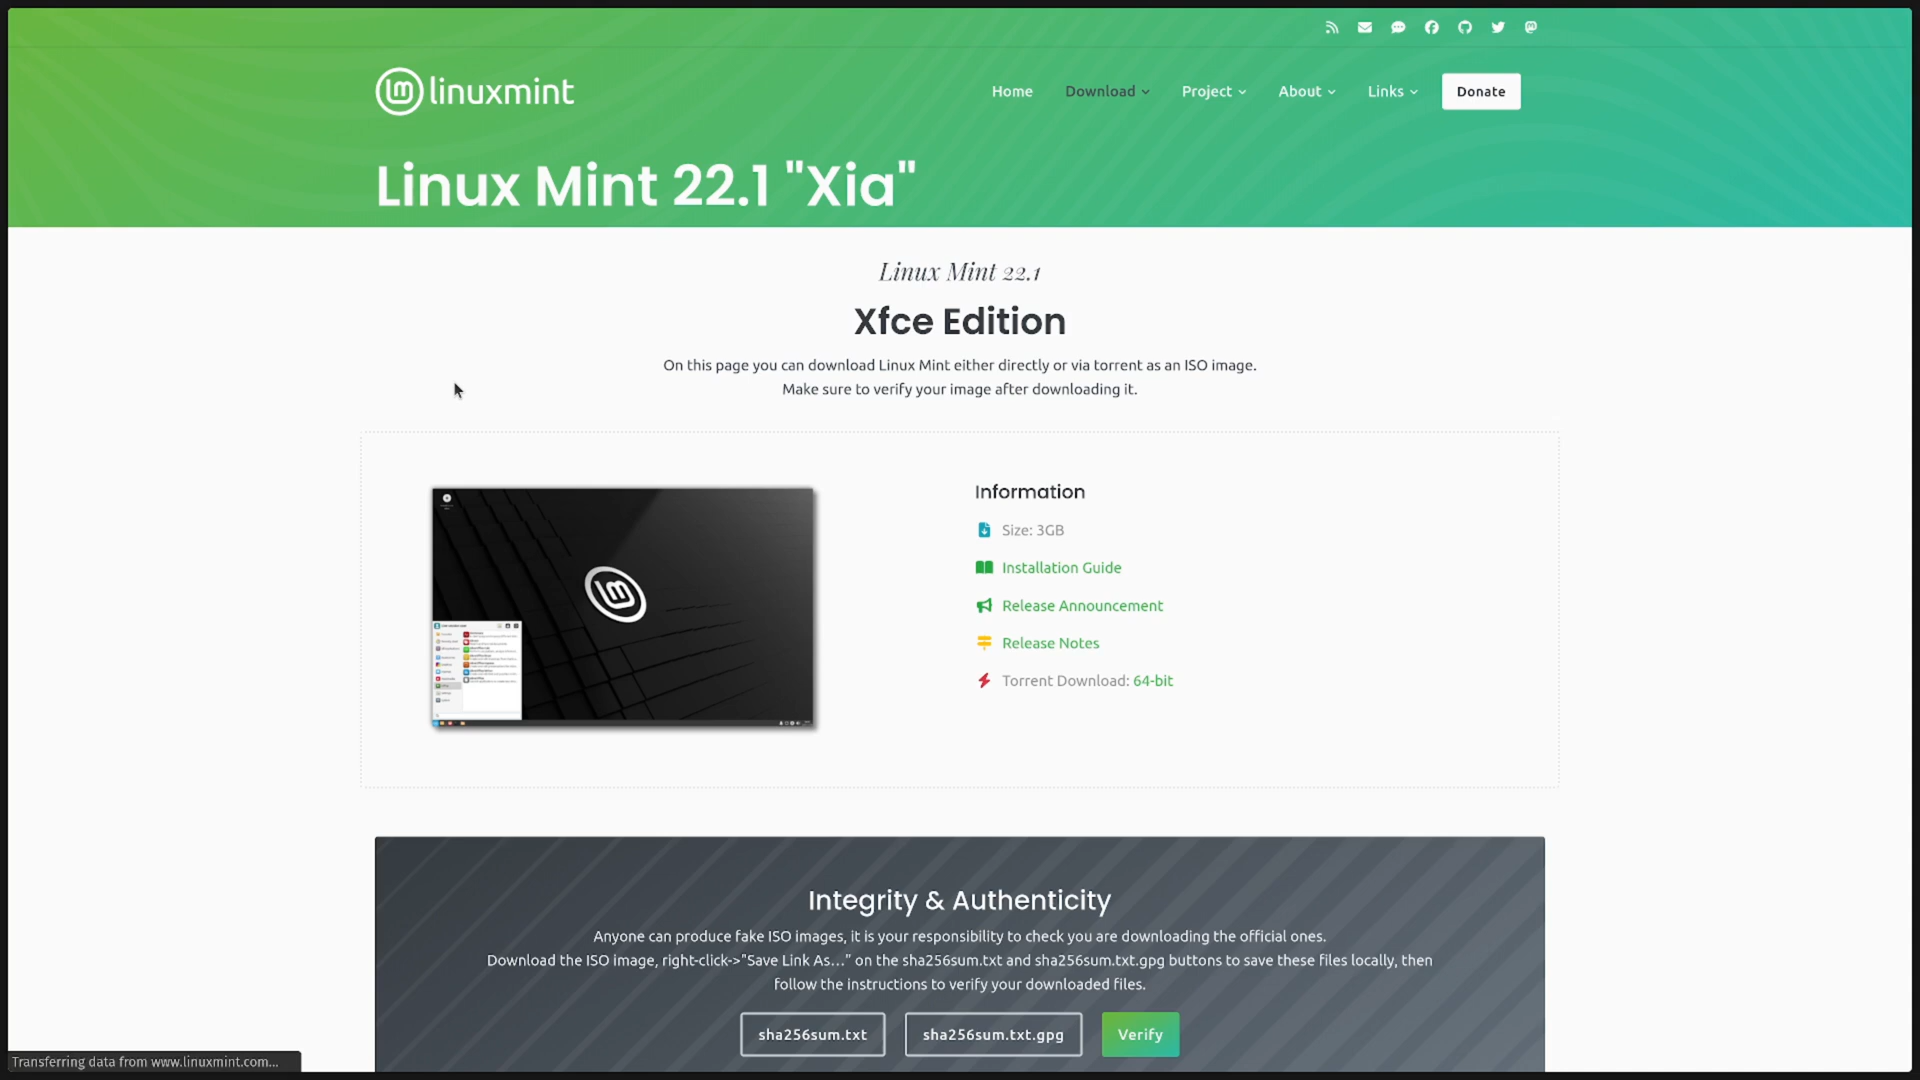 linuxmint
Home Download Project About Links Donate
Linux Mint 22.1 "Xia"
Linux Mint 22.1
Xfce Edition
On this page you can download Linux Mint either directly or via torrent as an ISO image.
Make sure to verify your image after downloading it.
Information
Size: 3GB
Installation Guide
Release Announcement
Release Notes
Torrent Download: 64-bit
Integrity & Authenticity
Anyone can produce fake ISO images, it is your responsibility to check you are downloading the official ones.
Download the ISO image, right-click->"Save Link As..." on the sha256sum.txt and sha256sum.txt.gpg buttons to save these files locally, then
follow the instructions to verify your downloaded files.
sha256sum.txt sha256sum.txt.gpg Verify
Transferring data from www.linuxmint.com...